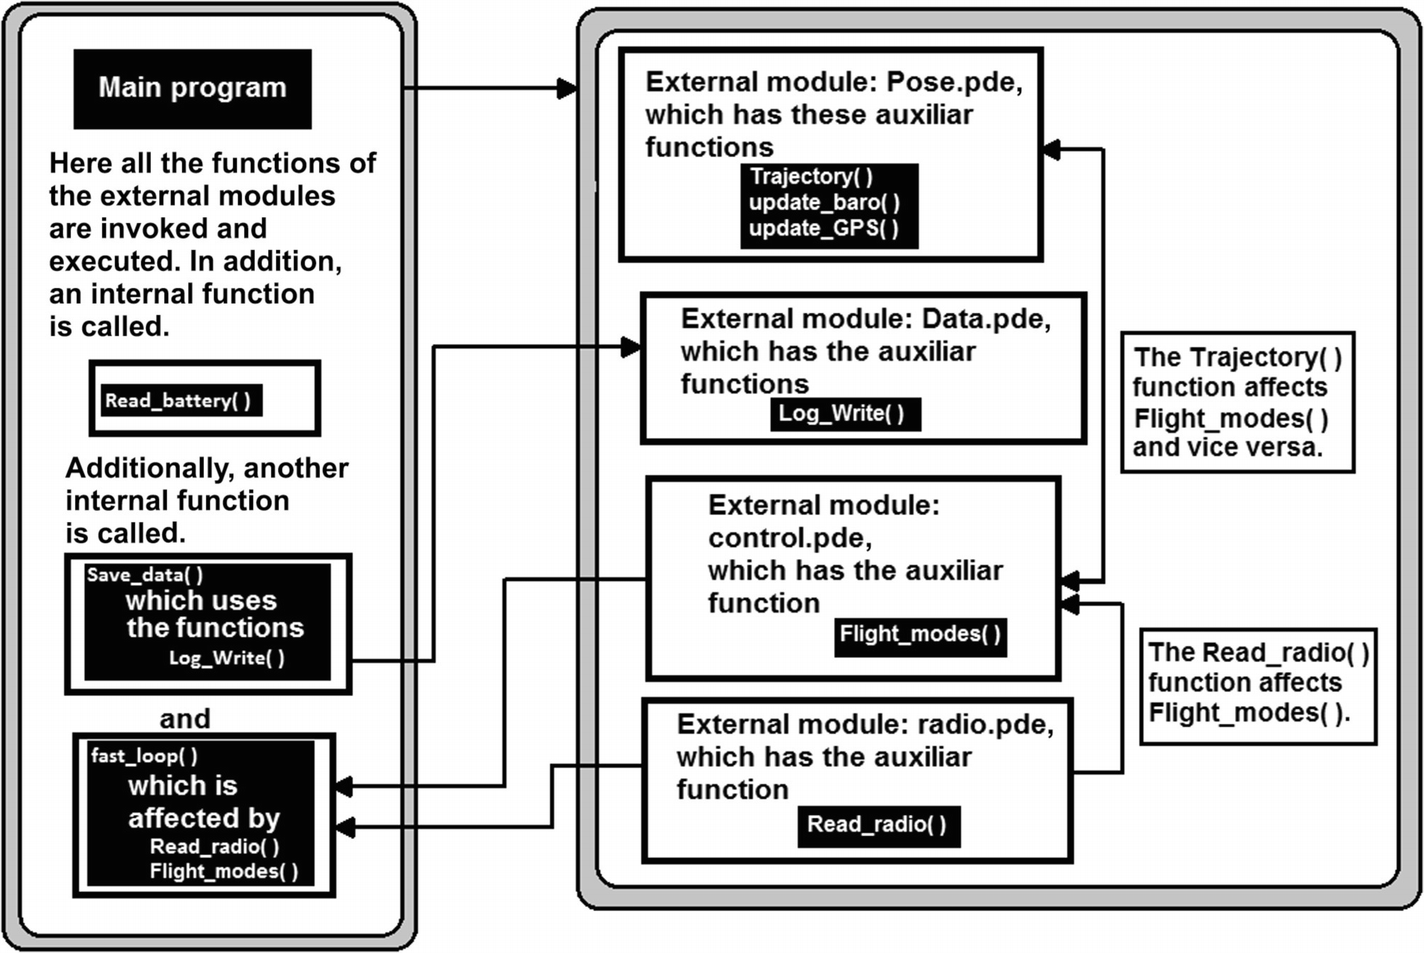 Main program
Here all the functions of
the external modules
are invoked and
executed. In addition,
an internal function
is called.
Read_battery( )
Additionally, another
internal function
is called.
Save_data( )
which uses
the functions
Log_Write( )
and
fast_loop( )
which is
affected by
Read_radio( )
Flight_modes( )
External module: Pose.pde,
which has these auxiliar
functions
Trajectory( )
update_baro( )
update_GPS( )
External module: Data.pde,
which has the auxiliar
functions
Log_Write( )
External module:
control.pde,
which has the auxiliar
function
Flight_modes( )
External module: radio.pde,
which has the auxiliar
function
Read_radio( )
The Trajectory( )
function affects
Flight_modes( )
and vice versa.
The Read_radio( )
function affects
Flight_modes( ).